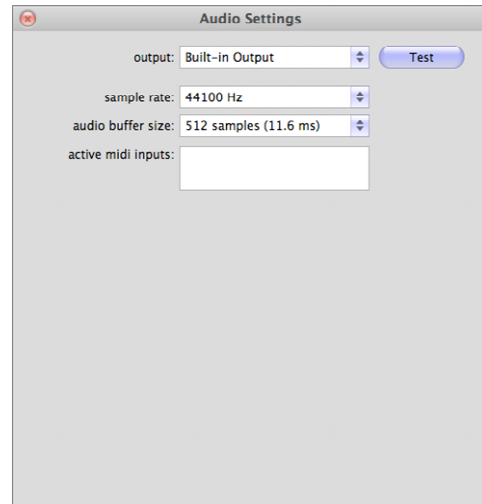 Audio Settings
output: Built-in Output Test
sample rate: 44100 Hz
audio buffer size: 512 samples (11.6 ms)
active midi inputs: